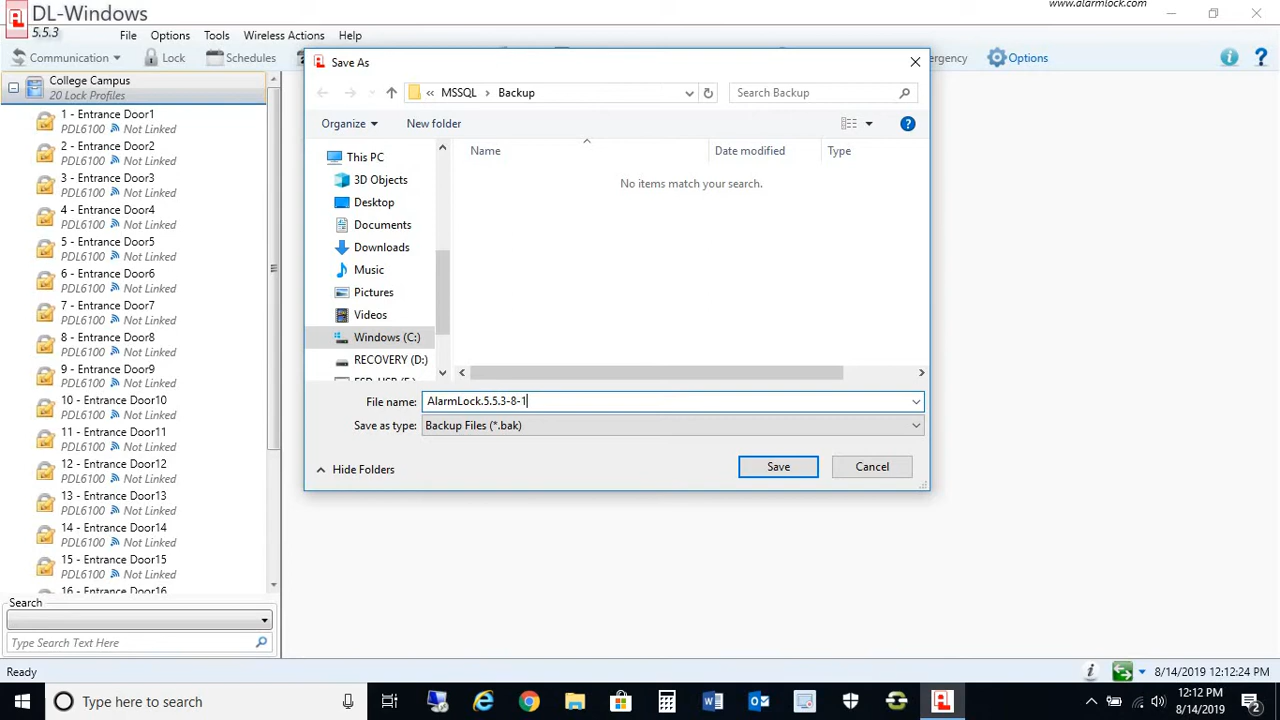 DL-Windows
5.5.3
www.alarmlock.com
File Options Tools Wireless Actions Help
Communication Lock Schedules ergency Options
College Campus
20 Lock Profiles
1 - Entrance Door1
PDL6100 Not Linked
2 - Entrance Door2
PDL6100 Not Linked
3 - Entrance Door3
PDL6100 Not Linked
4 - Entrance Door4
PDL6100 Not Linked
5 - Entrance Door5
PDL6100 Not Linked
6 - Entrance Door6
PDL6100 Not Linked
7 - Entrance Door7
PDL6100 Not Linked
8 - Entrance Door8
PDL6100 Not Linked
9 - Entrance Door9
PDL6100 Not Linked
10 - Entrance Door10
PDL6100 Not Linked
11 - Entrance Door11
PDL6100 Not Linked
12 - Entrance Door12
PDL6100 Not Linked
13 - Entrance Door13
PDL6100 Not Linked
14 - Entrance Door14
PDL6100 Not Linked
15 - Entrance Door15
PDL6100 Not Linked
16 - Entrance Door16
Search
Type Search Text Here
Save As
« MSSQL > Backup
Search Backup
Organize New folder
This PC
3D Objects
Desktop
Documents
Downloads
Music
Pictures
Videos
Windows (C:)
RECOVERY (D:)
ESD-USB (F:)
Name Date modified Type
No items match your search.
File name: AlarmLock.5.5.3-8-1
Save as type: Backup Files (*.bak)
Hide Folders Save Cancel
Ready 8/14/2019 12:12:24 PM
Type here to search
12:12 PM
8/14/2019
2